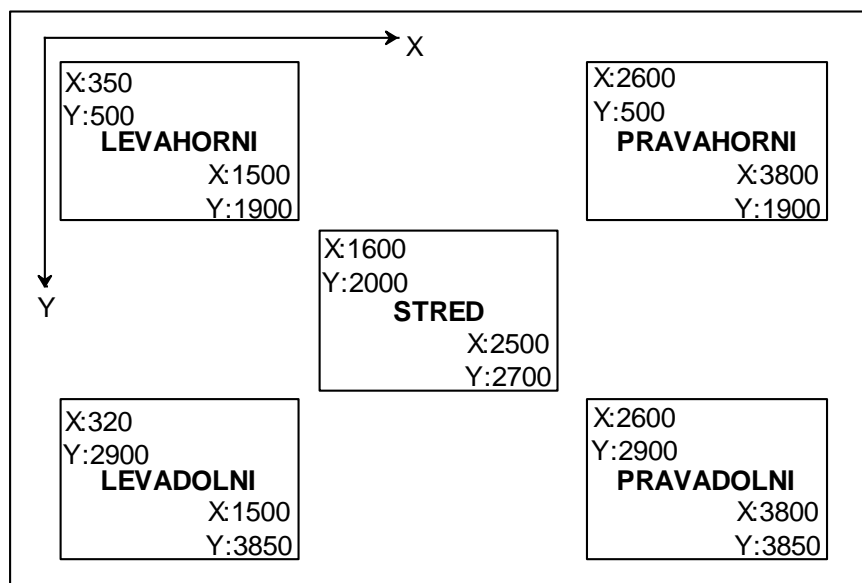 X
X:350
Y:500
LEVAHORNI
X:1500
Y:1900
X:2600
Y:500
PRAVAHORNI
X:3800
Y:1900
Y
X:1600
Y:2000
STRED
X:2500
Y:2700
X:320
Y:2900
LEVADOLNI
X:1500
Y:3850
X:2600
Y:2900
PRAVADOLNI
X:3800
Y:3850